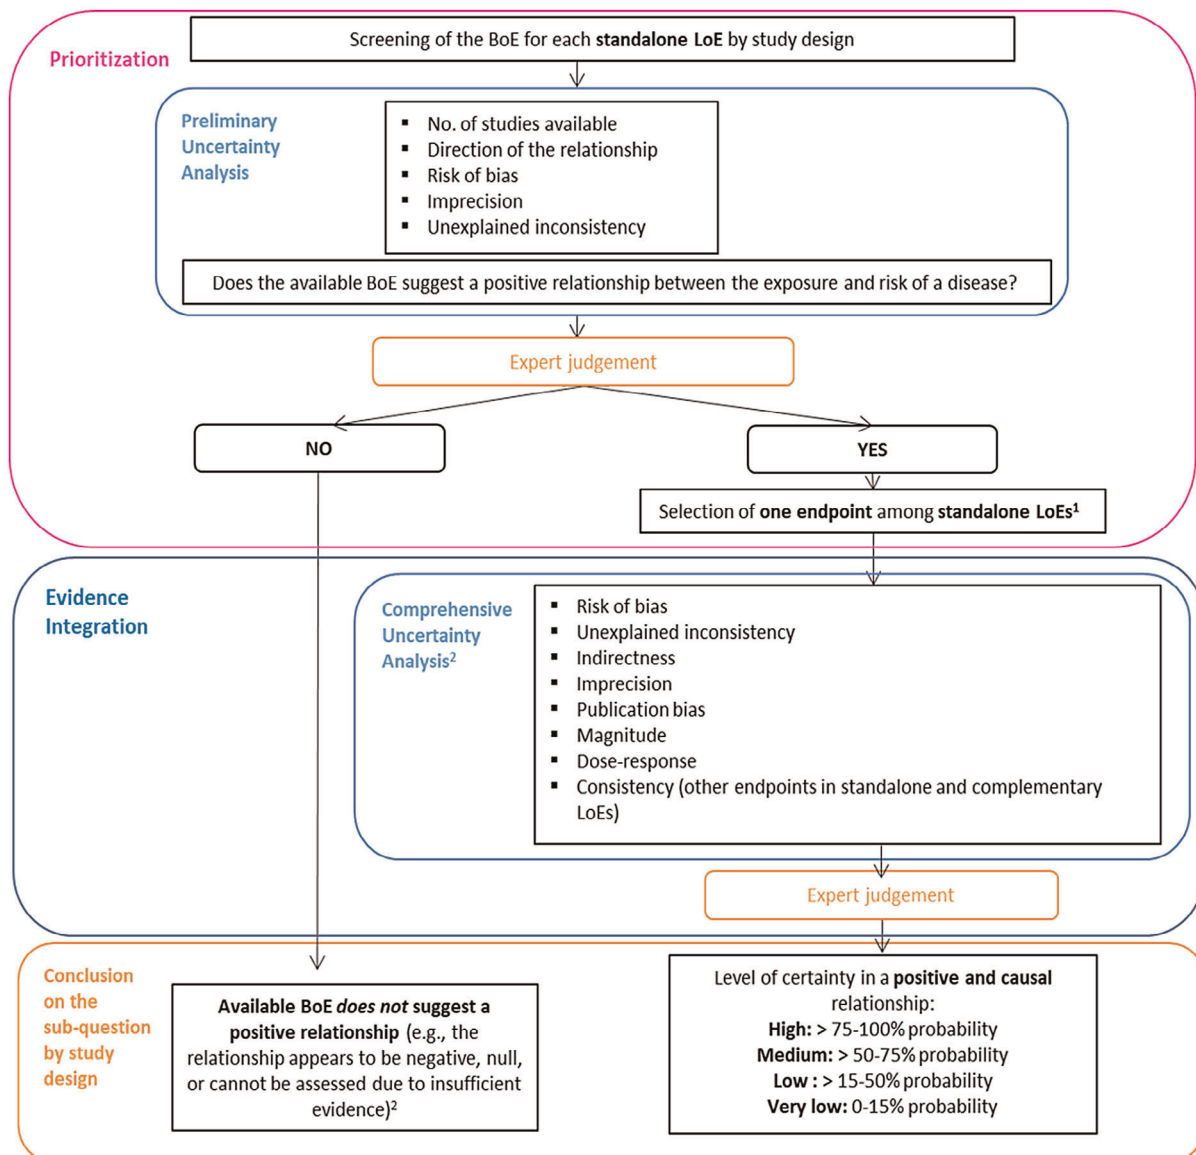 Prioritization
Screening of the BoE for each standalone LoE by study design
Preliminary
Uncertainty
Analysis
▪ No. of studies available
▪ Direction of the relationship
▪ Risk of bias
▪ Imprecision
▪ Unexplained inconsistency
Does the available BoE suggest a positive relationship between the exposure and risk of a disease?
Expert judgement
NO
YES
Selection of one endpoint among standalone LoEs¹
Evidence
Integration
Comprehensive
Uncertainty
Analysis²
▪ Risk of bias
▪ Unexplained inconsistency
▪ Indirectness
▪ Imprecision
▪ Publication bias
▪ Magnitude
▪ Dose-response
▪ Consistency (other endpoints in standalone and complementary
LoEs)
Expert judgement
Conclusion
on the
sub-question
by study
design
Available BoE does not suggest a
positive relationship (e.g., the
relationship appears to be negative, null,
or cannot be assessed due to insufficient
evidence)²
Level of certainty in a positive and causal
relationship:
High: > 75-100% probability
Medium: > 50-75% probability
Low : > 15-50% probability
Very low: 0-15% probability